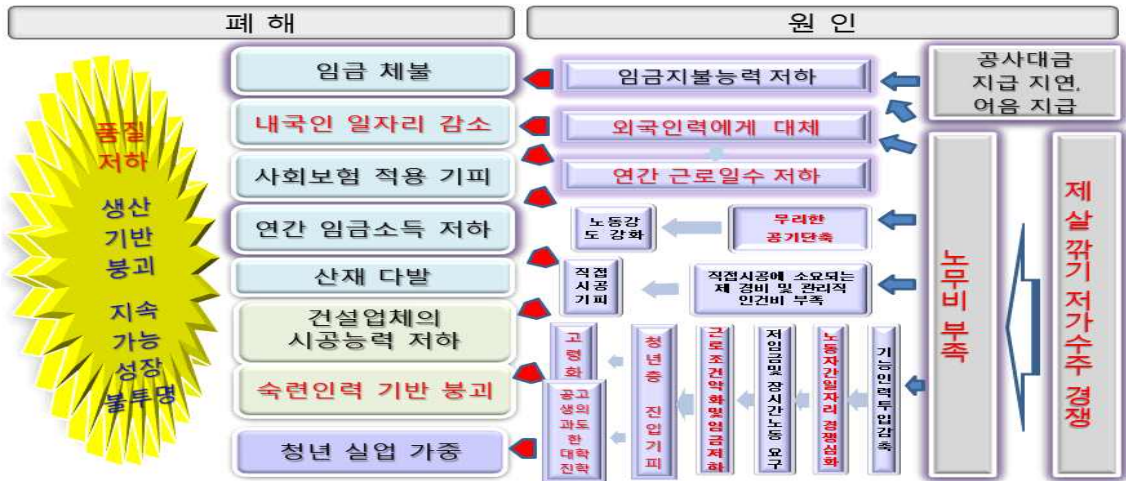 폐 해
원 인
품질
저하
생산
기반
붕괴
지속
가능
성장
불투명
임금 체불
내국인 일자리 감소
사회보험 적용 기피
연간 임금소득 저하
산재 다발
건설업체의
시공능력 저하
숙련인력 기반 붕괴
청년 실업 가중
임금지불능력 저하
외국인력에게 대체
연간 근로일수 저하
노동강
도 강화
무리한
공기단축
직접
시공
기피
직접시공에 소요되는
제 경비 및 관리적
인건비 부족
고령화
공고
생의
과도
한
대학
진학
청년층 진입기피
근로조건악화및임금저하
저임금및 장시간노동 요구
노동자간일자리 경쟁심화
기능인력투입감축
공사대금
지급 지연,
어음 지급
노무비 부족
제 살 깎기 저가수주 경쟁